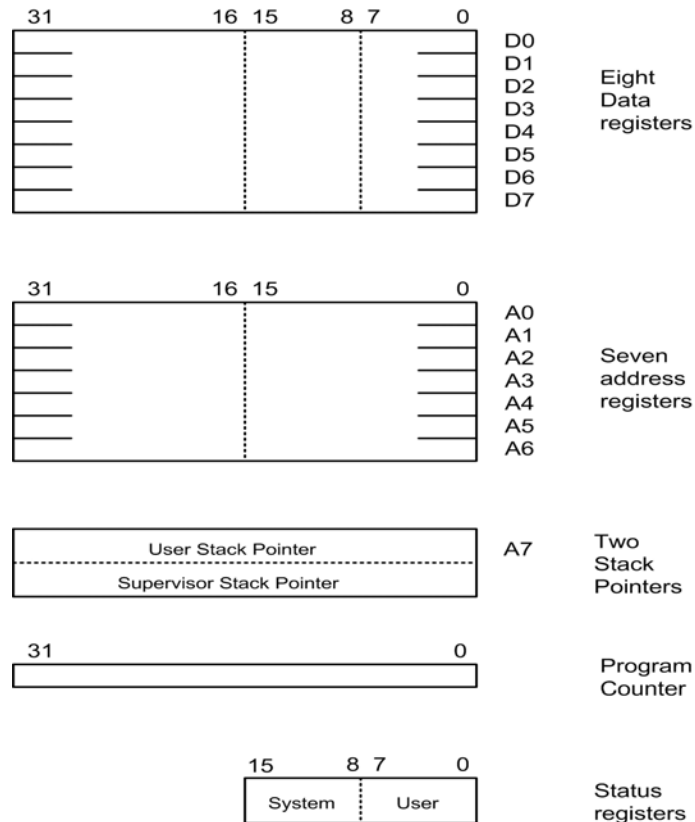 31 16 15 8 7 0
D0
D1
D2
D3
D4
D5
D6
D7
Eight
Data
registers
31 16 15 0
A0
A1
A2
A3
A4
A5
A6
Seven
address
registers
User Stack Pointer
Supervisor Stack Pointer
A7
Two
Stack
Pointers
31 0
Program
Counter
15 8 7 0
System User
Status
registers